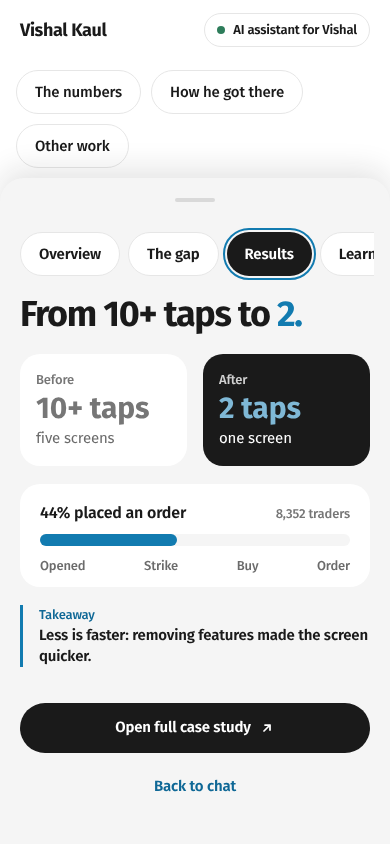 Vishal Kaul
AI assistant for Vishal
The numbers
How he got there
Other work
Overview
The gap
Results
Learn
From 10+ taps to 2.
Before
10+ taps
five screens
After
2 taps
one screen
44% placed an order
8,352 traders
Opened
Strike
Buy
Order
Takeaway
Less is faster: removing features made the screen
quicker.
Open full case study ↗
Back to chat